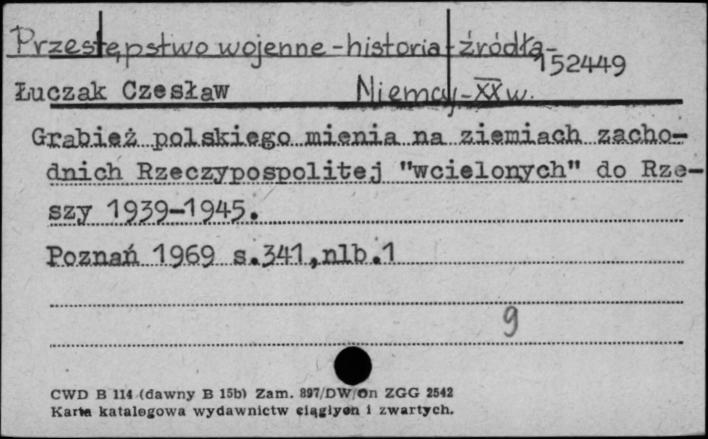 Przestępstwo wojenne-historia-źródła-
152449
Łuczak Czesław Niemcy-XX w.
Grabież polskiego mienia na ziemiach zacho-
dnich Rzeczypospolitej "wcielonych" do Rze-
szy 1939-1945.
Poznań 1969 s.341,nlb.1
9
CWD B 114 (dawny B 15b) Zam. 897/DW/On ZGG 2542
Karta katalogowa wydawnictw ciągłych i zwartych.